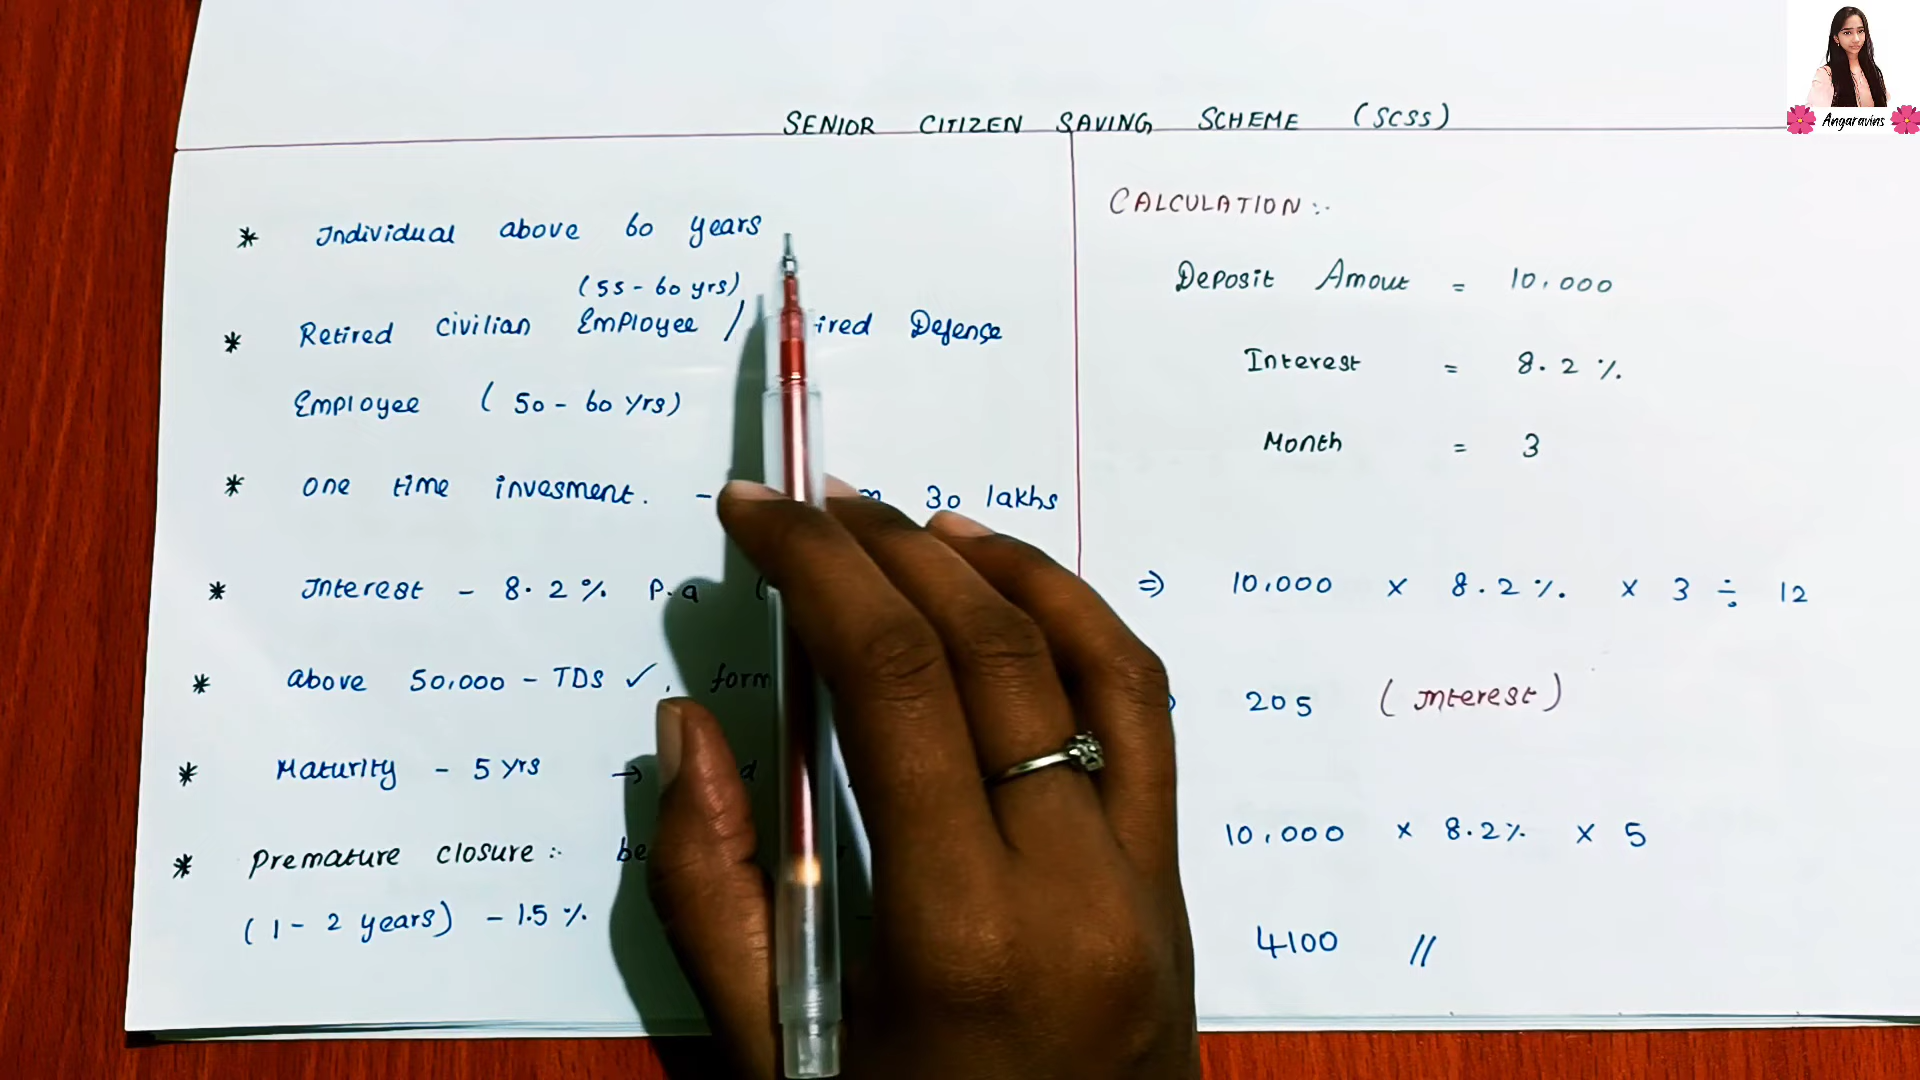 SENIOR CITIZEN SAVING SCHEME (SCSS)
Angaravins
* Individual above 60 years
(55 - 60 yrs)
* Retired civilian Employee /
Defense
Employee (50 - 60 yrs)
* one time invesment. - 30 lakhs
* Interest - 8.2 % P.a (
* above 50,000 - TDS ✓, form
* Maturity - 5 yrs →
* Premature closure :-
(1 - 2 years) - 1.5 %
CALCULATION :-
Deposit Amout = 10,000
Interest = 8.2 %
Month = 3
⇒ 10,000 x 8.2 % x 3 ÷ 12
205 (Interest)
10,000 x 8.2 % x 5
4100 //